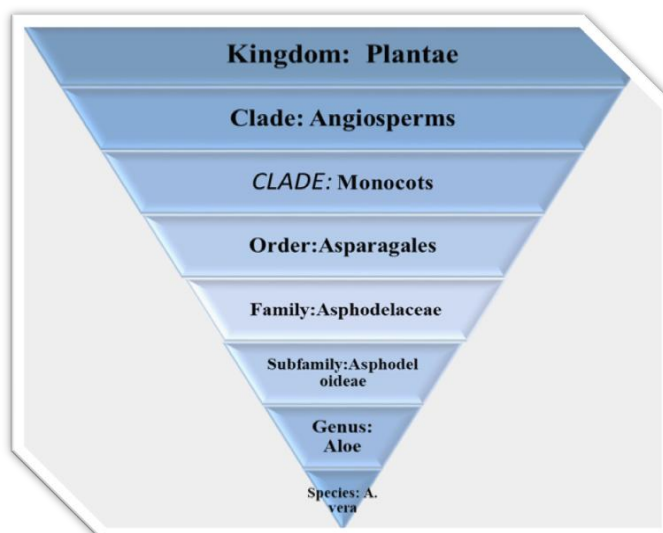 Kingdom: Plantae
Clade: Angiosperms
CLADE: Monocots
Order:Asparagales
Family:Asphodelaceae
Subfamily:Asphodel
oideae
Genus:
Aloe
Species: A.
vera